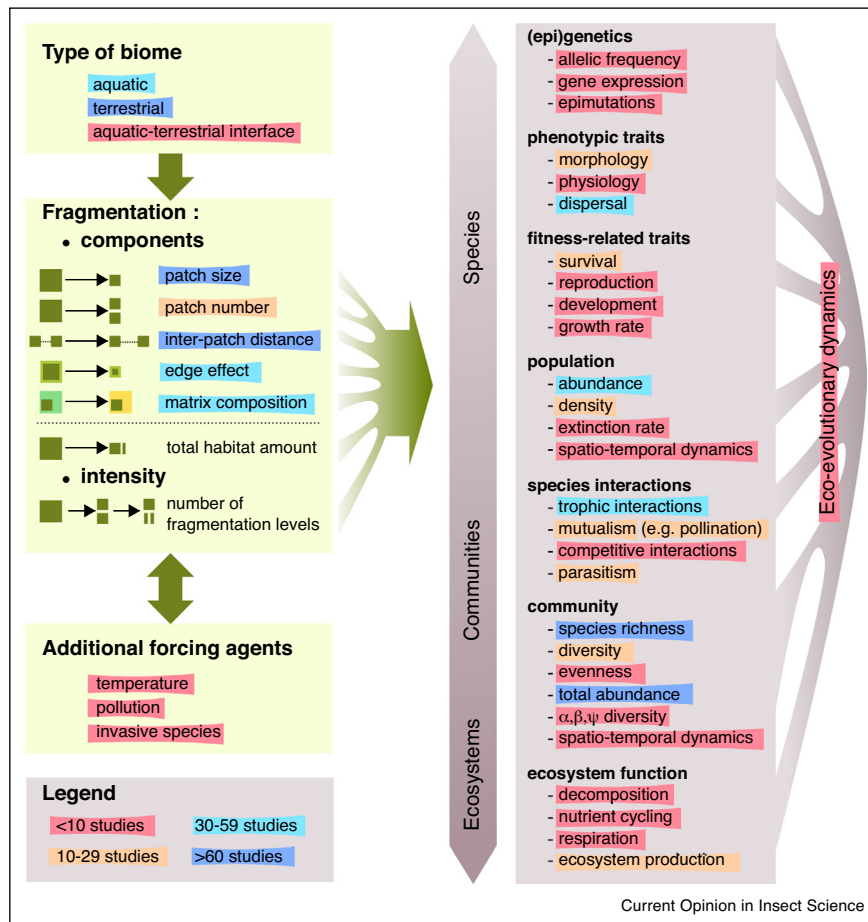 Type of biome
aquatic
terrestrial
aquatic-terrestrial interface
Fragmentation :
• components
patch size
patch number
inter-patch distance
edge effect
matrix composition
total habitat amount
• intensity
number of
fragmentation levels
Additional forcing agents
temperature
pollution
invasive species
Legend
<10 studies
30-59 studies
10-29 studies
>60 studies
Species
Communities
Ecosystems
(epi)genetics
- allelic frequency
- gene expression
- epimutations
phenotypic traits
- morphology
- physiology
- dispersal
fitness-related traits
- survival
- reproduction
- development
- growth rate
population
- abundance
- density
- extinction rate
- spatio-temporal dynamics
species interactions
- trophic interactions
- mutualism (e.g. pollination)
- competitive interactions
- parasitism
community
- species richness
- diversity
- evenness
- total abundance
- α,β,ψ diversity
- spatio-temporal dynamics
ecosystem function
- decomposition
- nutrient cycling
- respiration
- ecosystem production
Eco-evolutionary dynamics
Current Opinion in Insect Science